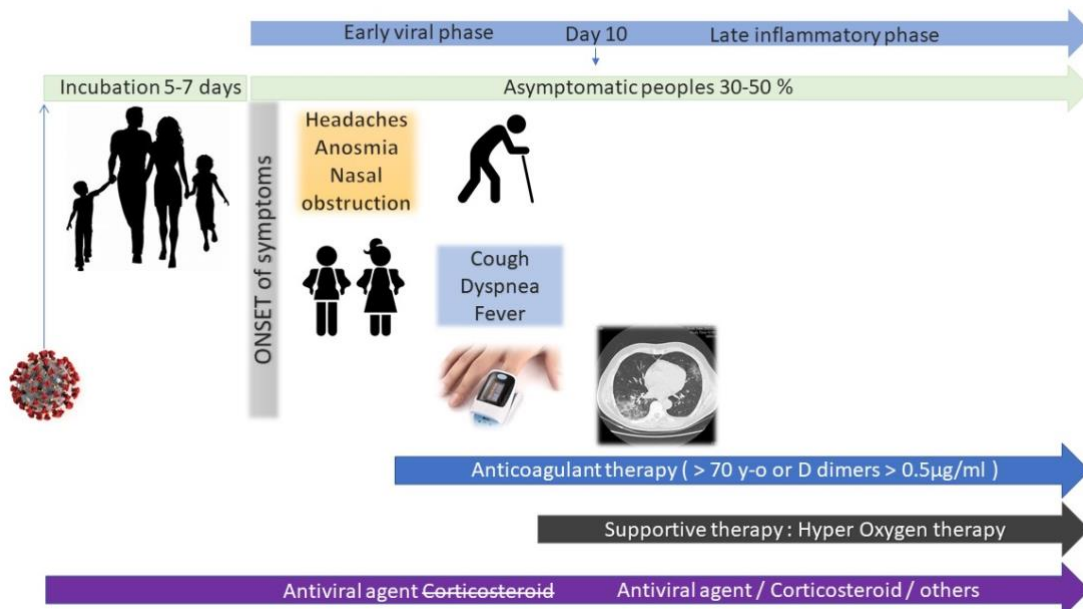 Early viral phase Day 10 Late inflammatory phase
Incubation 5-7 days Asymptomatic peoples 30-50 %
ONSET of symptoms
Headaches
Anosmia
Nasal
obstruction
Cough
Dyspnea
Fever
Anticoagulant therapy ( > 70 y-o or D dimers > 0.5µg/ml )
Supportive therapy : Hyper Oxygen therapy
Antiviral agent Corticosteroid Antiviral agent / Corticosteroid / others